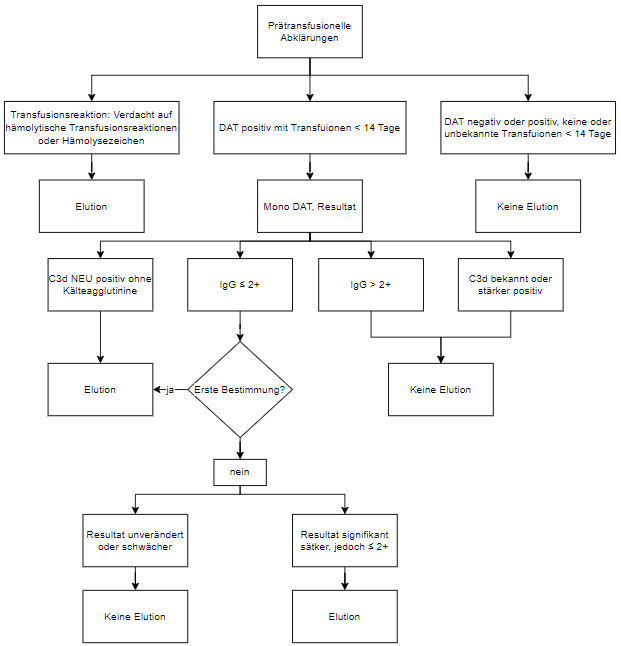 Prätransfusionelle
Abklärungen
Transfusionsreaktion: Verdacht auf
hämolytische Transfusionsreaktionen
oder Hämolysezeichen
DAT positiv mit Transfuionen < 14 Tage
DAT negativ oder positiv, keine oder
unbekannte Transfuionen < 14 Tage
Elution
Mono DAT, Resultat
Keine Elution
C3d NEU positiv ohne
Kälteagglutinine
IgG ≤ 2+
IgG > 2+
C3d bekannt oder
stärker positiv
Elution
ja
Erste Bestimmung?
Keine Elution
nein
Resultat unverändert
oder schwächer
Resultat signifikant
sätker, jedoch ≤ 2+
Keine Elution
Elution